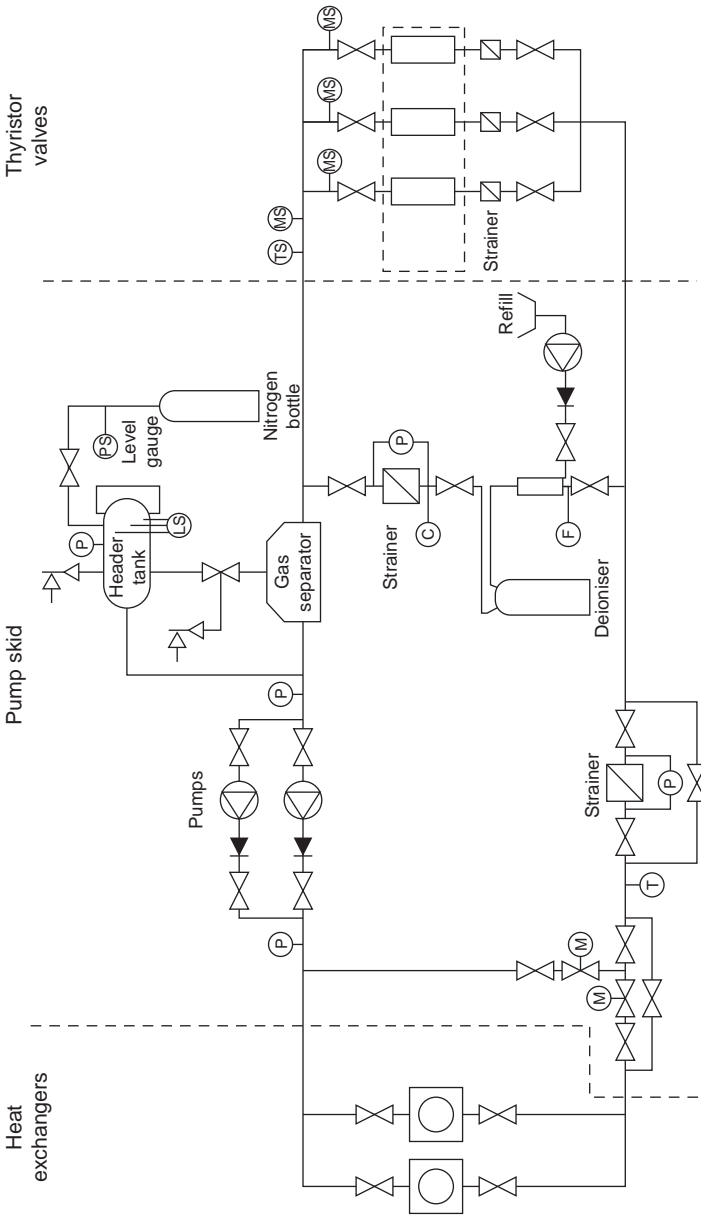 Thyristor
valves
MS
MS
MS
MS
TS
Strainer
Pump skid
Refill
Nitrogen
bottle
Level
gauge
PS
LS
P
Header
tank
Gas
separator
P
Strainer
C
F
Deioniser
P
Pumps
P
Strainer
P
T
M
M
Heat
exchangers